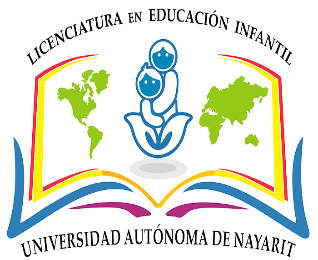 LICENCIATURA EN EDUCACIÓN INFANTIL
UNIVERSIDAD AUTÓNOMA DE NAYARIT